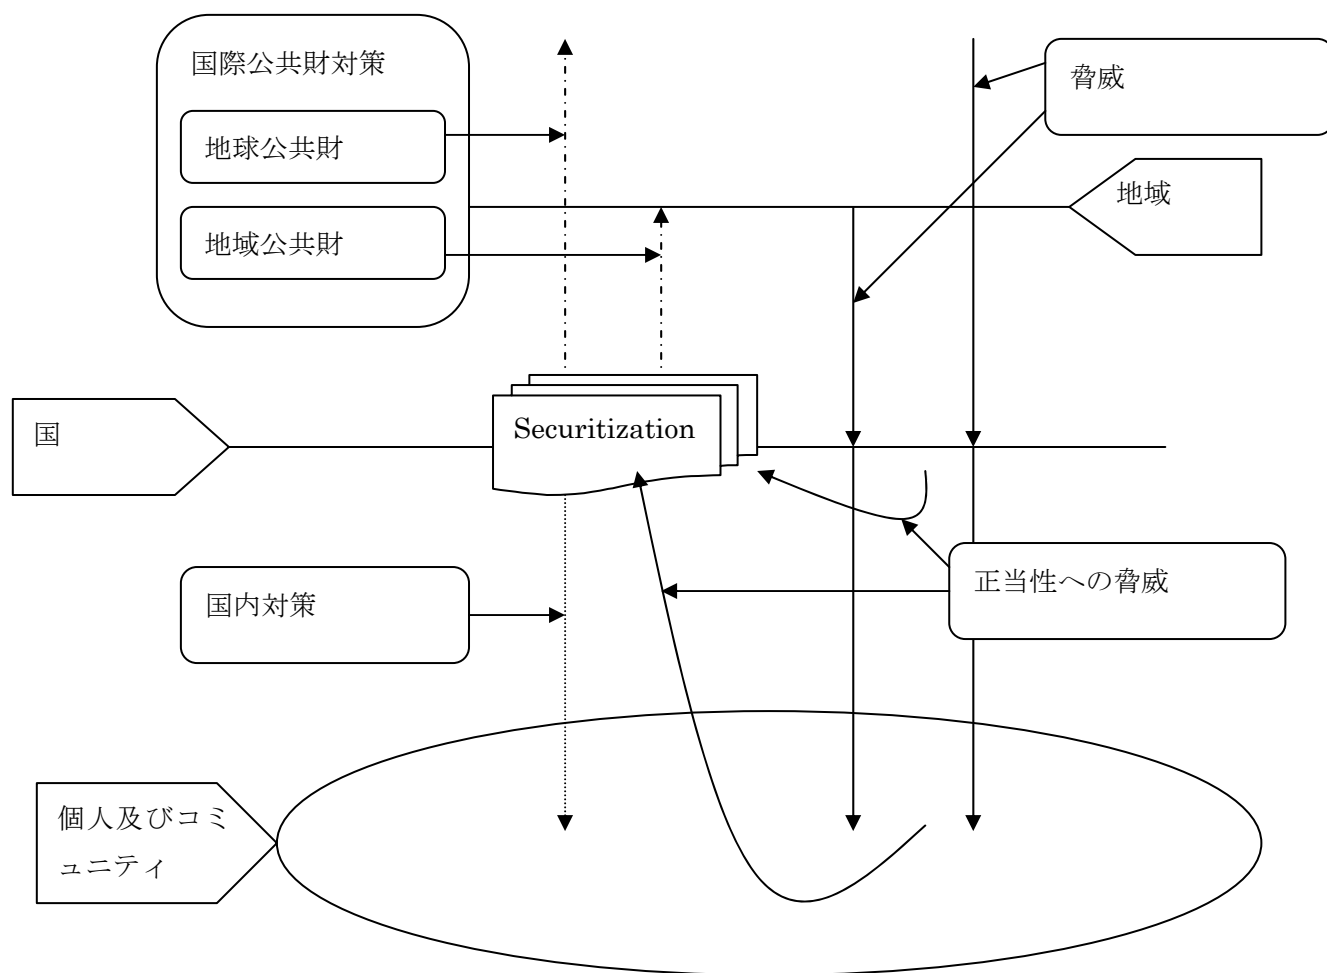 国際公共財対策
脅威
地球公共財
地域
地域公共財
Securitization
国
正当性への脅威
国内対策
個人及びコミ
ュニティ